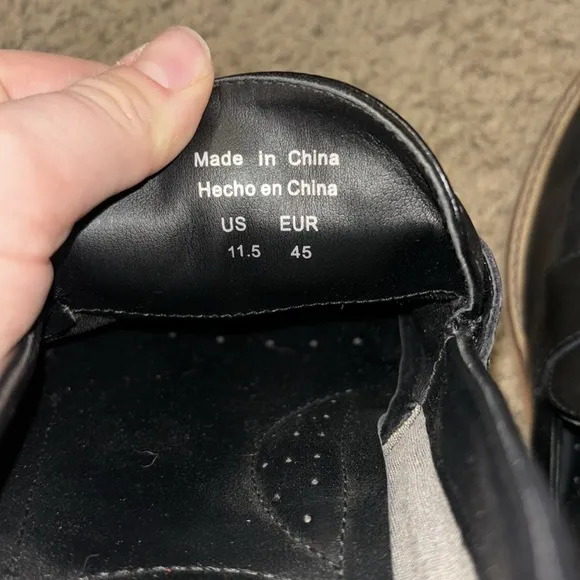 Made in China
Hecho en China
US EUR
11.5 45